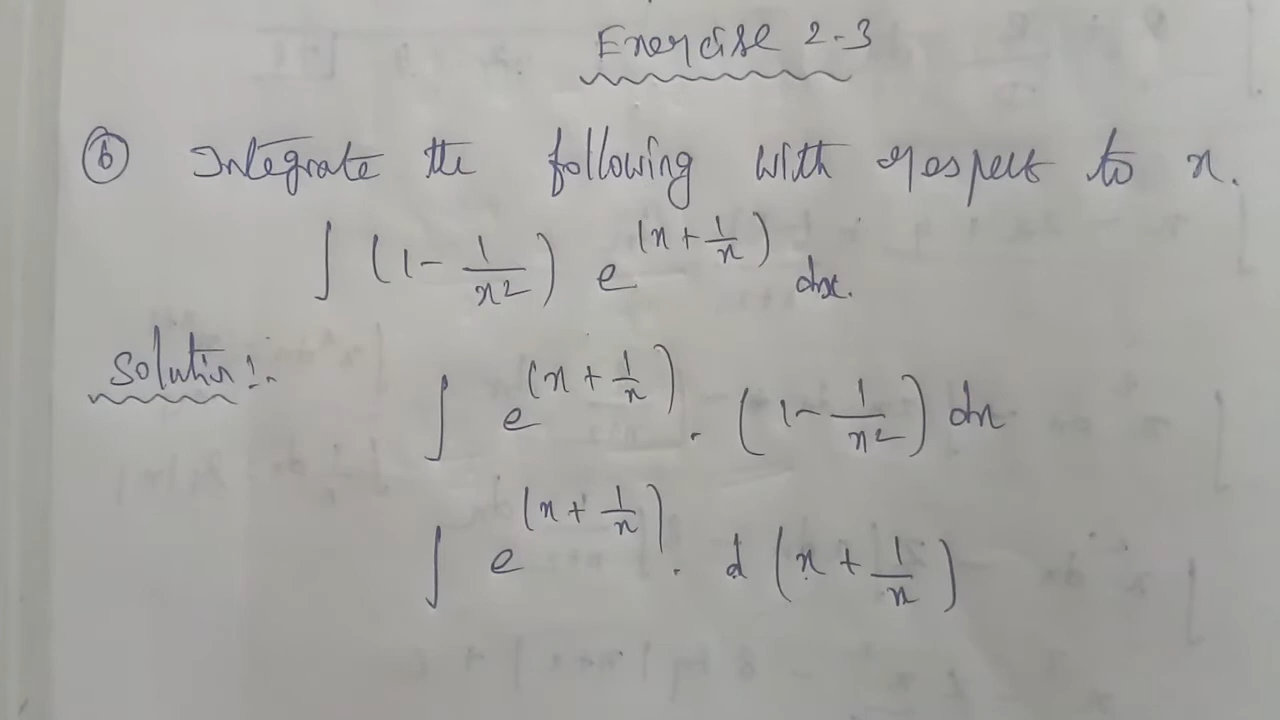 Exercise 2-3
⑥ Integrate the following with respect to x.
∫ (1 - 1/x²) e^(x + 1/x) dx.
Solution:
∫ e^(x + 1/x) . (1 - 1/x²) dx
∫ e^(x + 1/x) . d (x + 1/x)